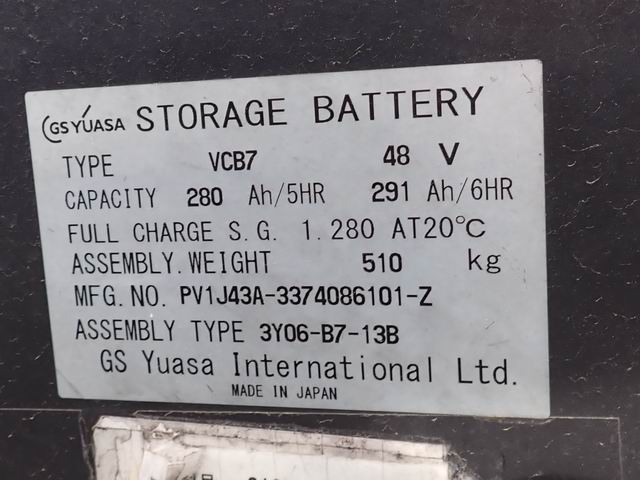 GS YUASA STORAGE BATTERY
TYPE VCB7 48 V
CAPACITY 280 Ah/5HR 291 Ah/6HR
FULL CHARGE S.G. 1.280 AT20℃
ASSEMBLY.WEIGHT 510 kg
MFG.NO. PV1J43A-3374086101-Z
ASSEMBLY TYPE 3Y06-B7-13B
GS Yuasa International Ltd.
MADE IN JAPAN